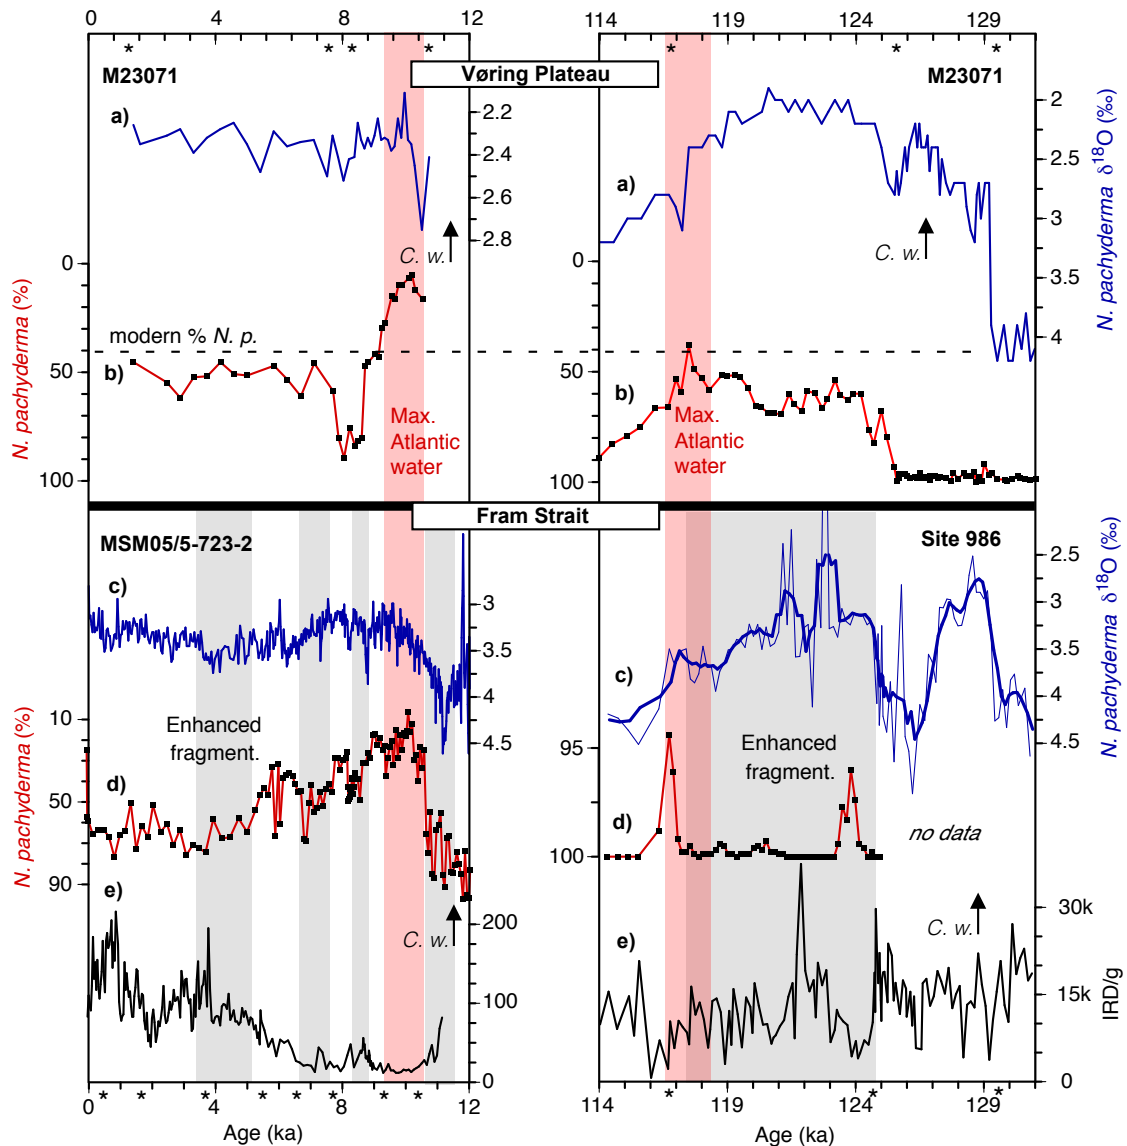 0 4 8 12 114 119 124 129
* * * * * * *
Vøring Plateau
M23071 M23071
a)
2.2
2.4
2.6
2.8
C. w.
0
50
100
N. pachyderma (%)
modern % N. p.
b)
Max.
Atlantic
water
a)
2
2.5
3
3.5
4
N. pachyderma δ18O (‰)
C. w.
0
50
100
b)
Max.
Atlantic
water
Fram Strait
MSM05/5-723-2 Site 986
c)
3
3.5
4
4.5
Enhanced
fragment.
10
50
90
N. pachyderma (%)
d)
e)
C. w.
200
100
0
0 4 8 12
* * * * * * * * *
Age (ka)
2.5
3
3.5
4
4.5
N. pachyderma δ18O (‰)
c)
95
100
Enhanced
fragment.
d)
no data
e)
C. w.
30k
15k
0
IRD/g
114 119 124 129
* * *
Age (ka)